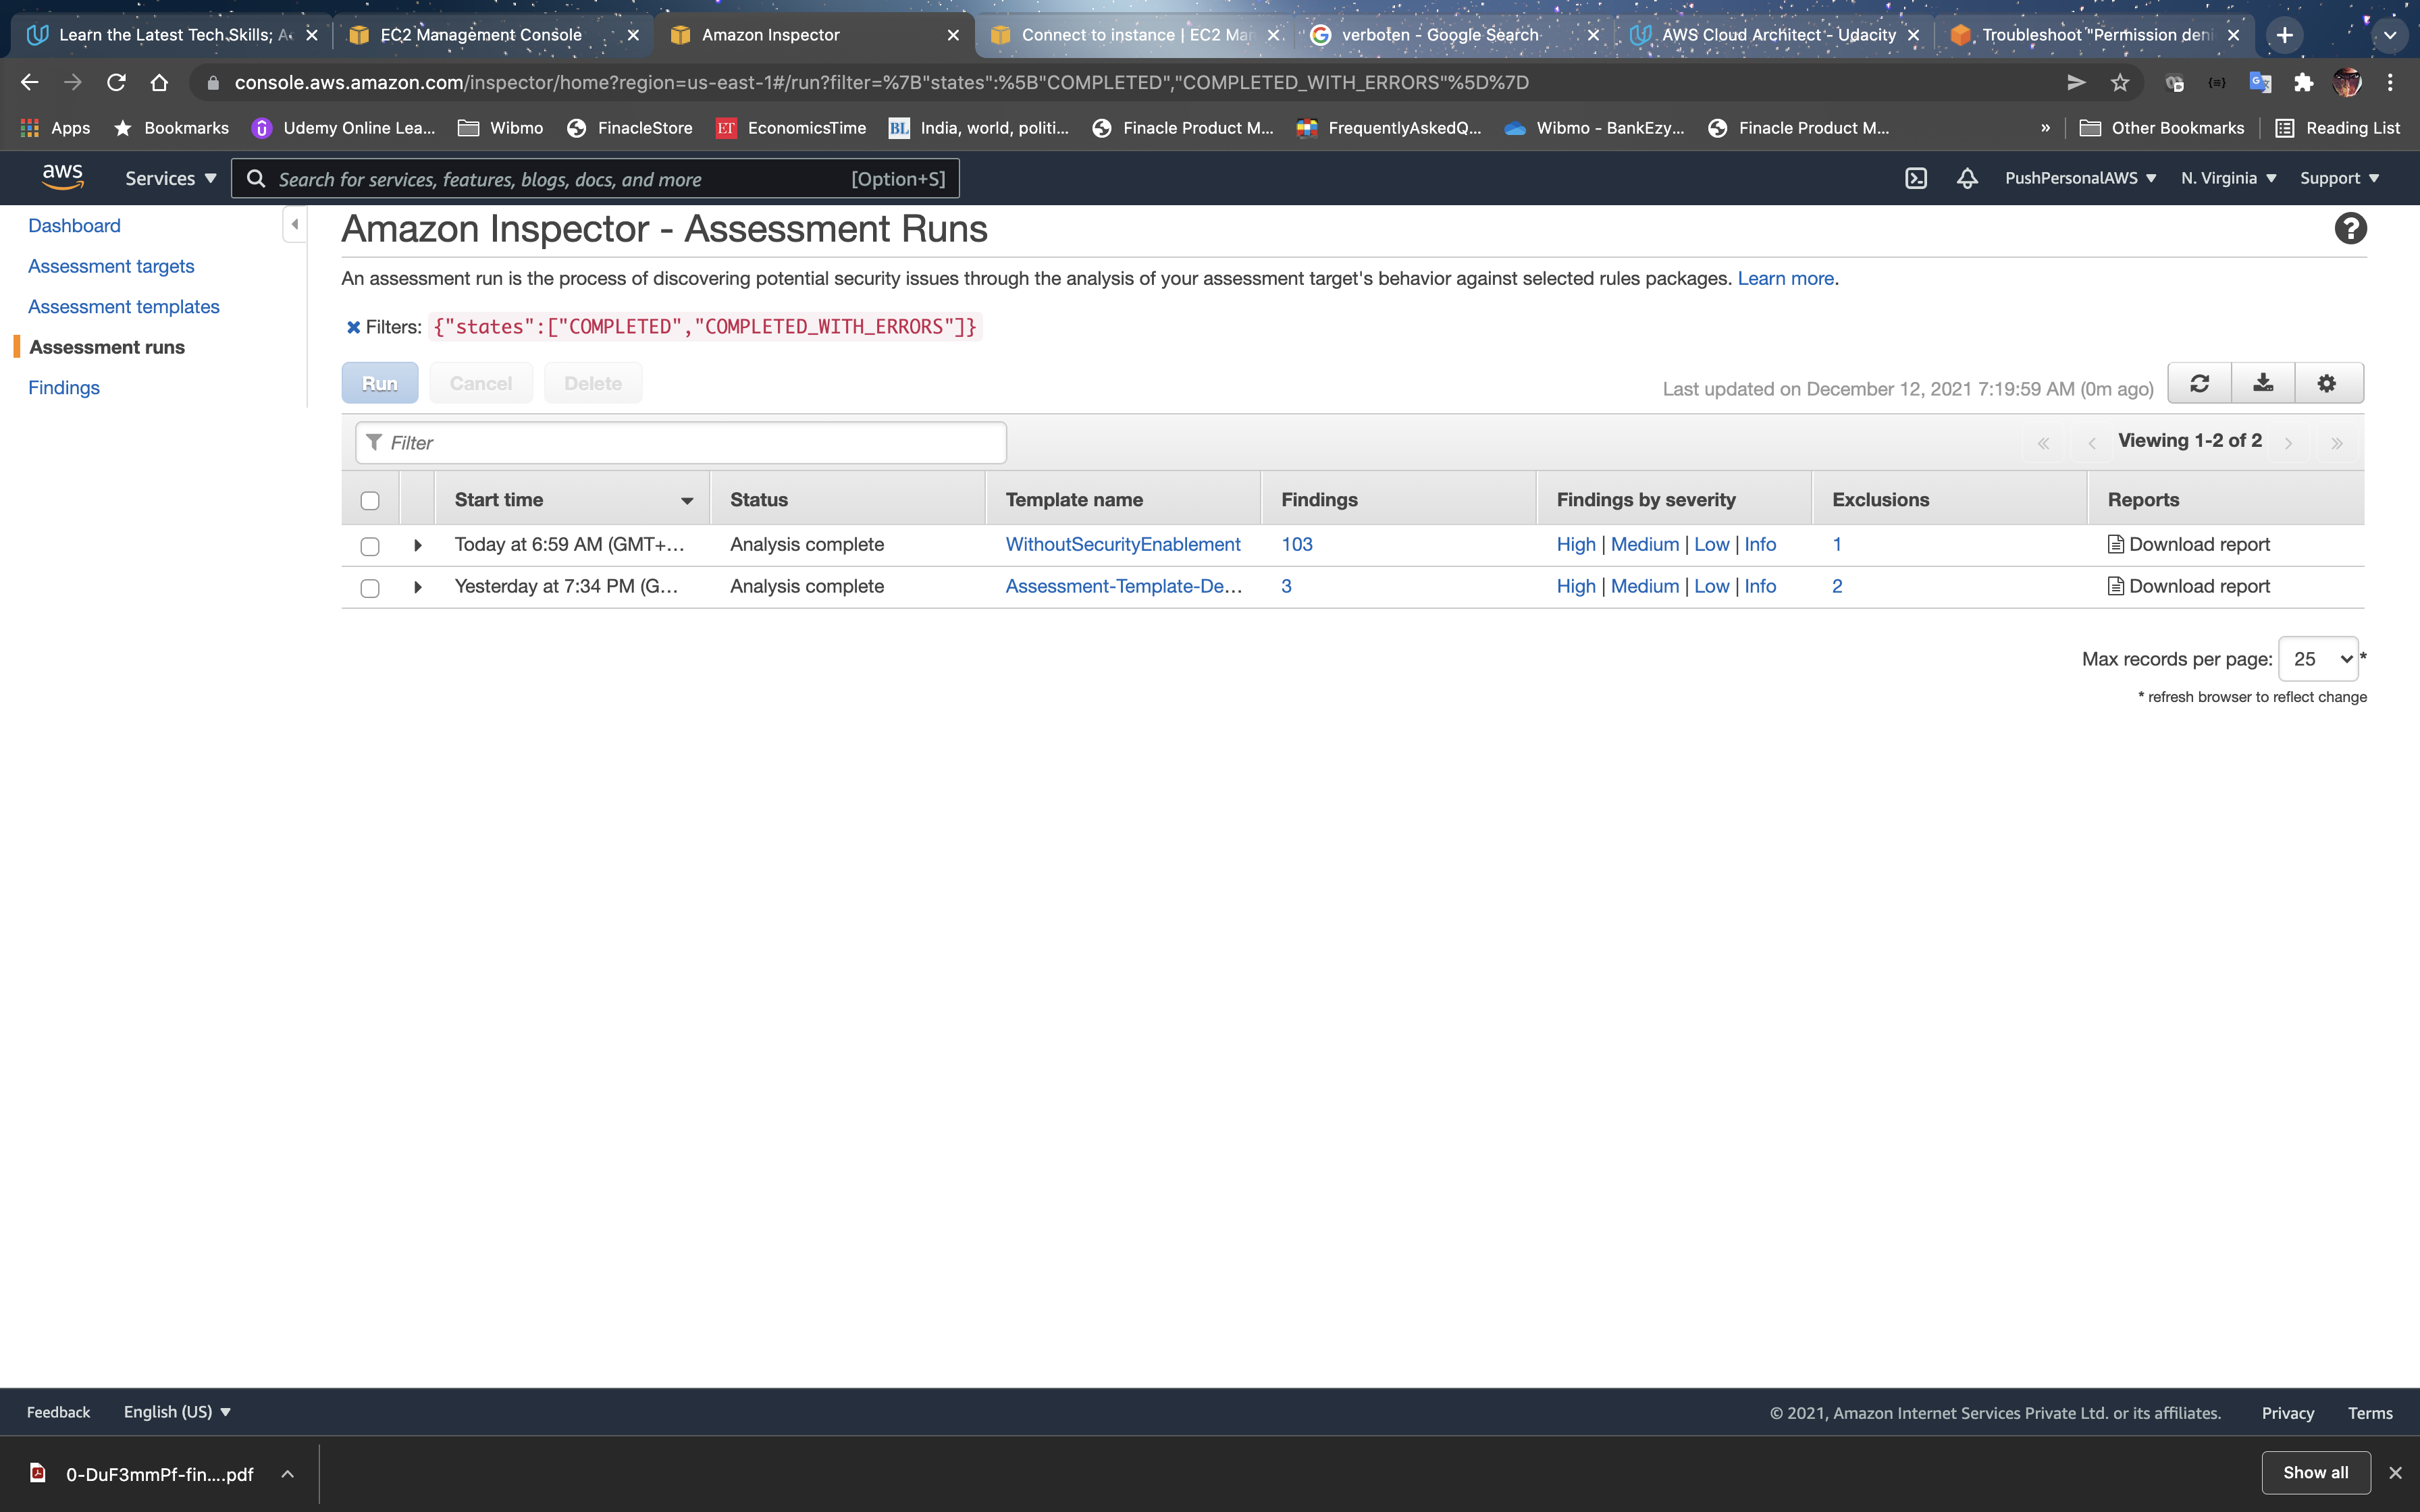 Learn the Latest Tech Skills; A
EC2 Management Console
Amazon Inspector
Connect to instance | EC2 Man
verboten - Google Search
AWS Cloud Architect - Udacity
Troubleshoot "Permission deni
console.aws.amazon.com/inspector/home?region=us-east-1#/run?filter=%7B"states":%5B"COMPLETED","COMPLETED_WITH_ERRORS"%5D%7D
Apps
Bookmarks
Udemy Online Lea...
Wibmo
FinacleStore
ET EconomicsTime
BL India, world, politi...
Finacle Product M...
FrequentlyAskedQ...
Wibmo - BankEzy...
Finacle Product M...
»
Other Bookmarks
Reading List
aws
Services
Search for services, features, blogs, docs, and more [Option+S]
PushPersonalAWS
N. Virginia
Support
Dashboard
Assessment targets
Assessment templates
Assessment runs
Findings
Amazon Inspector - Assessment Runs
An assessment run is the process of discovering potential security issues through the analysis of your assessment target's behavior against selected rules packages. Learn more.
Filters: {"states":["COMPLETED","COMPLETED_WITH_ERRORS"]}
Run Cancel Delete
Last updated on December 12, 2021 7:19:59 AM (0m ago)
Filter
« ‹ Viewing 1-2 of 2 › »
Start time Status Template name Findings Findings by severity Exclusions Reports
Today at 6:59 AM (GMT+... Analysis complete WithoutSecurityEnablement 103 High | Medium | Low | Info 1 Download report
Yesterday at 7:34 PM (G... Analysis complete Assessment-Template-De... 3 High | Medium | Low | Info 2 Download report
Max records per page: 25 *
* refresh browser to reflect change
Feedback English (US)
© 2021, Amazon Internet Services Private Ltd. or its affiliates. Privacy Terms
0-DuF3mmPf-fin....pdf
Show all